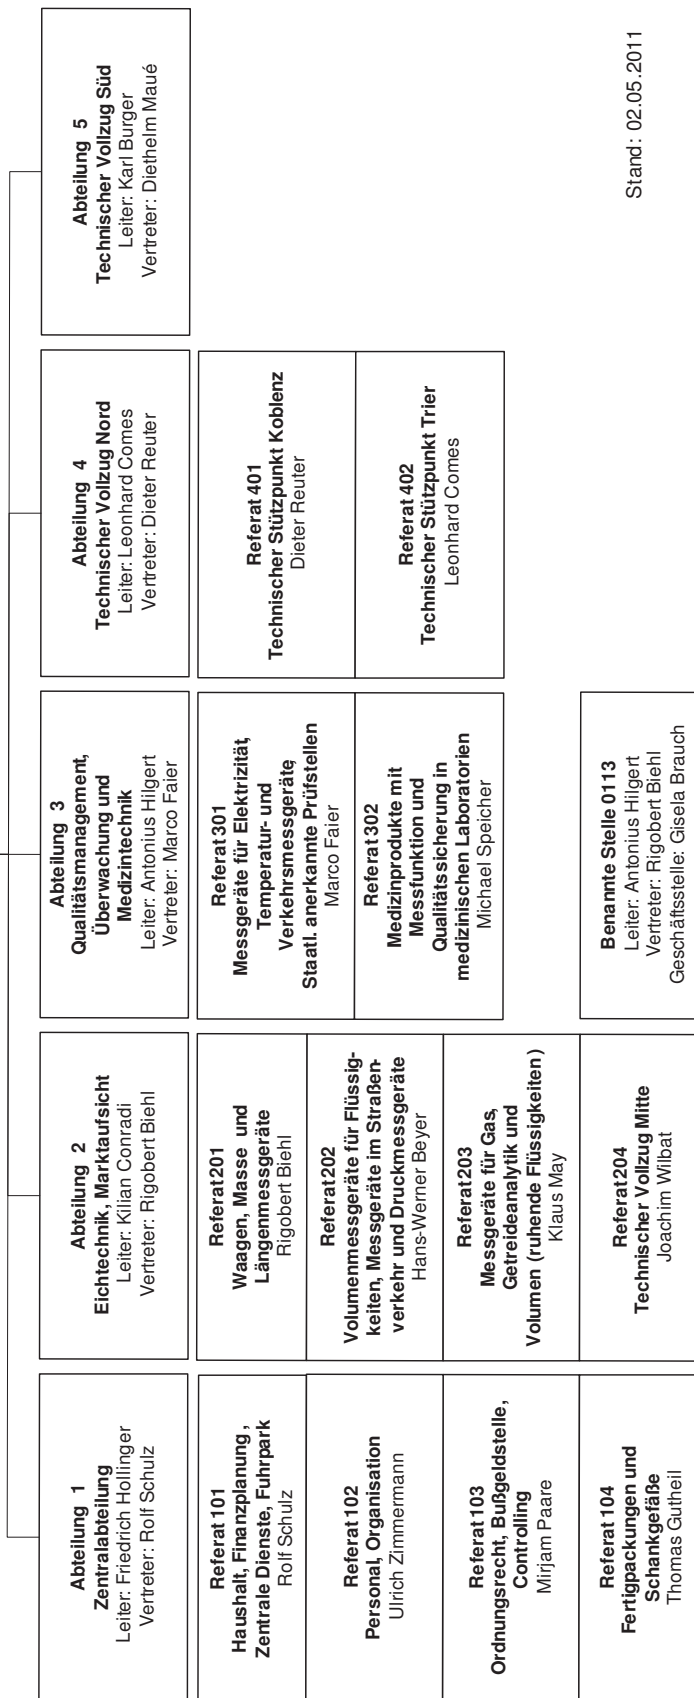 Abteilung 1
Zentralabteilung
Leiter: Friedrich Hollinger
Vertreter: Rolf Schulz
Referat 101
Haushalt, Finanzplanung ,
Zentrale Dienste, Fuhrpark
Rolf Schulz
Referat 102
Personal, Organisation
Ulrich Zimmermann
Referat 103
Ordnungsrecht, Bußgeldstelle,
Controlling
Mirjam Paare
Referat 104
Fertigpackungen und
Schankgefäße
Thomas Gutheil
Abteilung 2
Eichtechnik, Marktaufsicht
Leiter: Kilian Conradi
Vertreter: Rigobert Biehl
Referat 201
Waagen, Masse und
Längenmessgeräte
Rigobert Biehl
Referat 202
Volumenmessgeräte für Flüssig-
keiten, Messgeräte im Straßen-
verkehr und Druckmessgeräte
Hans-Werner Beyer
Referat 203
Messgeräte für Gas,
Getreideanalytik und
Volumen (ruhende Flüssigkeiten)
Klaus May
Referat 204
Technischer Vollzug Mitte
Joachim Wilbat
Abteilung 3
Qualitätsmanagement,
Überwachung und
Medizintechnik
Leiter: Antonius Hilgert
Vertreter: Marco Faier
Referat 301
Messgeräte für Elektrizität,
Temperatur- und
Verkehrsmessgeräte,
Staatl. anerkannte Prüfstellen
Marco Faier
Referat 302
Medizinprodukte mit
Messfunktion und
Qualitätssicherung in
medizinischen Laboratorien
Michael Speicher
Benannte Stelle 0113
Leiter: Antonius Hilgert
Vertreter: Rigobert Biehl
Geschäftsstelle: Gisela Brauch
Abteilung 4
Technischer Vollzug Nord
Leiter: Leonhard Comes
Vertreter: Dieter Reuter
Referat 401
Technischer Stützpunkt Koblenz
Dieter Reuter
Referat 402
Technischer Stützpunkt Trier
Leonhard Comes
Abteilung 5
Technischer Vollzug Süd
Leiter: Karl Burger
Vertreter: Diethelm Maué
Stand: 02.05.2011